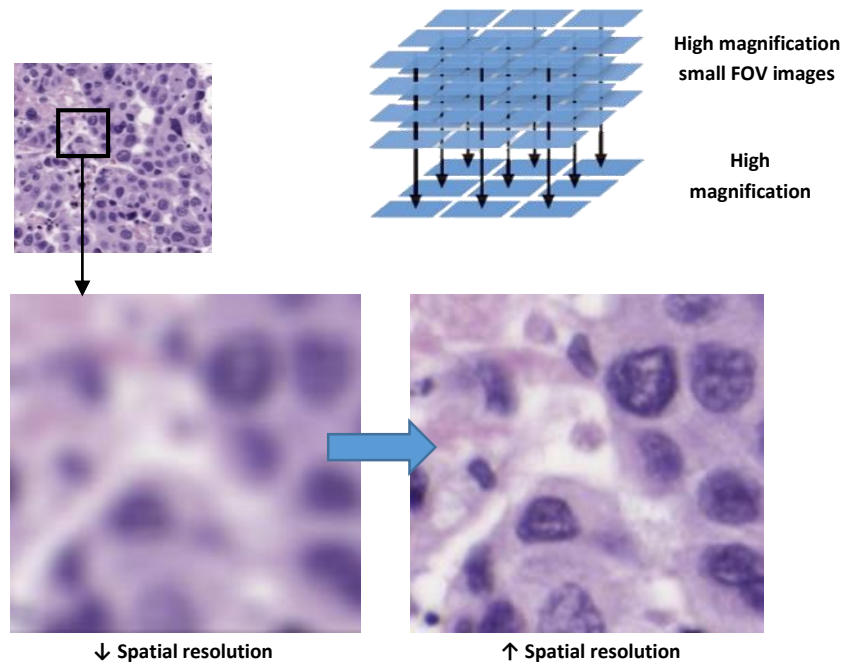 High magnification
small FOV images
High
magnification
↓ Spatial resolution
↑ Spatial resolution